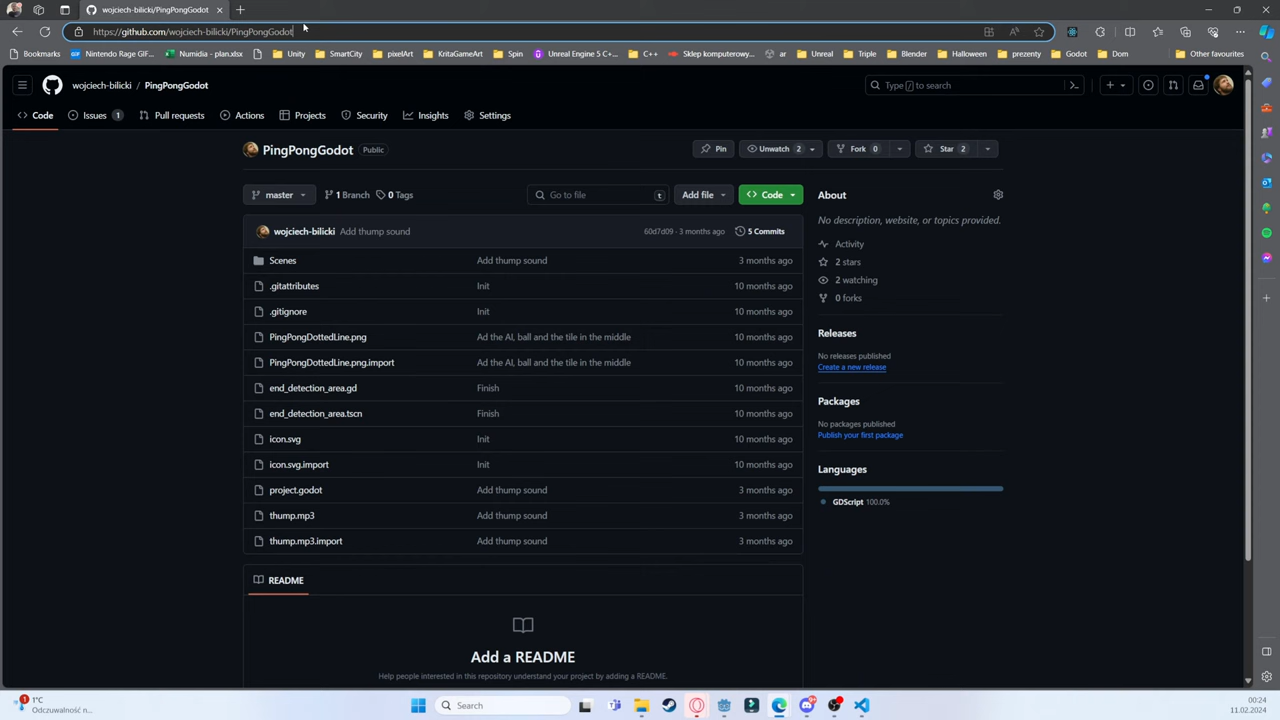 wojciech-bilicki/PingPongGodot
https://github.com/wojciech-bilicki/PingPongGodot
Bookmarks
Nintendo Rage GIF...
Numidia - plan.xlsx
Unity
SmartCity
pixelArt
KritaGameArt
Spin
Unreal Engine 5 C+...
C++
Sklep komputerowy...
ar
Unreal
Triple
Blender
Halloween
prezenty
Godot
Dom
Other favourites
wojciech-bilicki / PingPongGodot
Type / to search
Code
Issues 1
Pull requests
Actions
Projects
Security
Insights
Settings
PingPongGodot Public
Pin
Unwatch 2
Fork 0
Star 2
master
1 Branch
0 Tags
Go to file t
Add file
Code
wojciech-bilicki Add thump sound 60d7d09 · 3 months ago 5 Commits
Scenes Add thump sound 3 months ago
.gitattributes Init 10 months ago
.gitignore Init 10 months ago
PingPongDottedLine.png Ad the AI, ball and the tile in the middle 10 months ago
PingPongDottedLine.png.import Ad the AI, ball and the tile in the middle 10 months ago
end_detection_area.gd Finish 10 months ago
end_detection_area.tscn Finish 10 months ago
icon.svg Init 10 months ago
icon.svg.import Init 10 months ago
project.godot Add thump sound 3 months ago
thump.mp3 Add thump sound 3 months ago
thump.mp3.import Add thump sound 3 months ago
README
Add a README
Help people interested in this repository understand your project by adding a README.
About
No description, website, or topics provided.
Activity
2 stars
2 watching
0 forks
Releases
No releases published
Create a new release
Packages
No packages published
Publish your first package
Languages
GDScript 100.0%
1
1°C
Odczuwalność n...
Search
00:24
11.02.2024